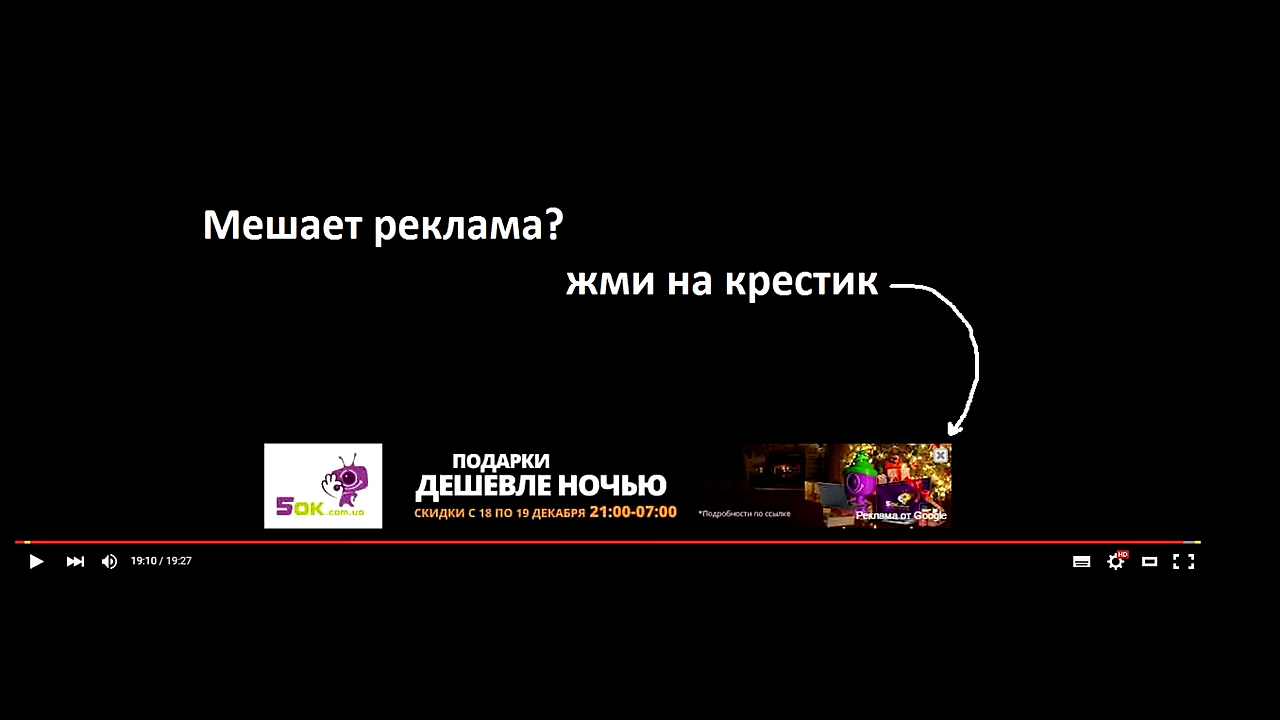 Мешает реклама?
жми на крестик
5ок.com.ua
ПОДАРКИ
ДЕШЕВЛЕ НОЧЬЮ
СКИДКИ С 18 ПО 19 ДЕКАБРЯ 21:00-07:00
*Подробности по ссылке
Реклама от Google
19:10 / 19:27
HD